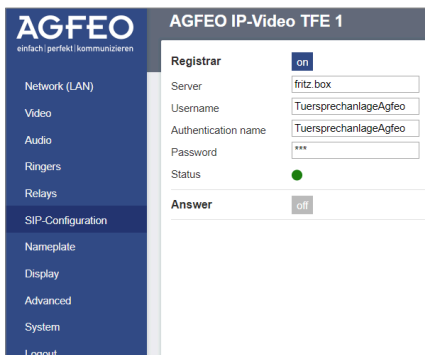 AGFEO
einfach|perfekt|kommunizieren
AGFEO IP-Video TFE 1
Network (LAN)
Video
Audio
Ringers
Relays
SIP-Configuration
Nameplate
Display
Advanced
System
Logout
Registrar on
Server fritz.box
Username TuersprechanlageAgfeo
Authentication name TuersprechanlageAgfeo
Password ***
Status
Answer off